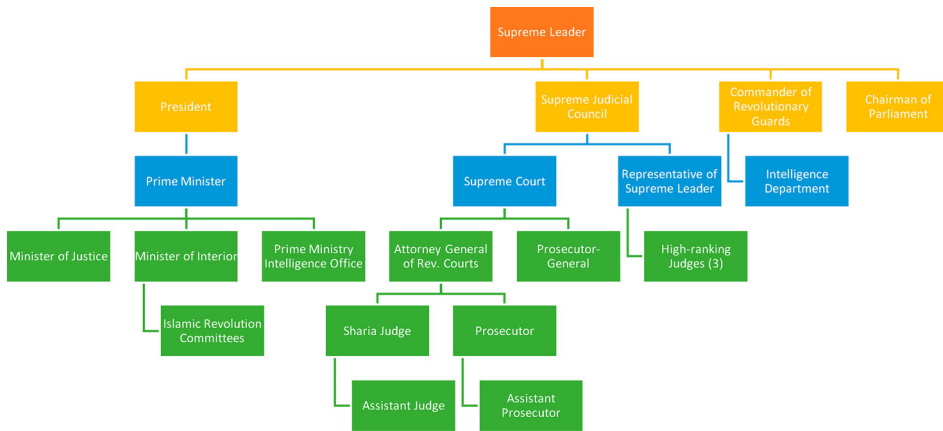 Supreme Leader
President
Supreme Judicial
Council
Commander of
Revolutionary
Guards
Chairman of
Parliament
Prime Minister
Supreme Court
Representative of
Supreme Leader
Intelligence
Department
Minister of Justice
Minister of Interior
Prime Ministry
Intelligence Office
Attorney General
of Rev. Courts
Prosecutor-
General
High-ranking
Judges (3)
Islamic Revolution
Committees
Sharia Judge
Prosecutor
Assistant Judge
Assistant
Prosecutor